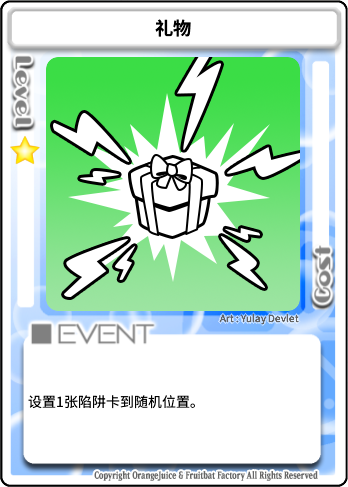 礼物
Level
Cost
Art : Yulay Devlet
EVENT
设置1张陷阱卡到随机位置。
Copyright OrangeJuice & Fruitbat Factory All Rights Reserved